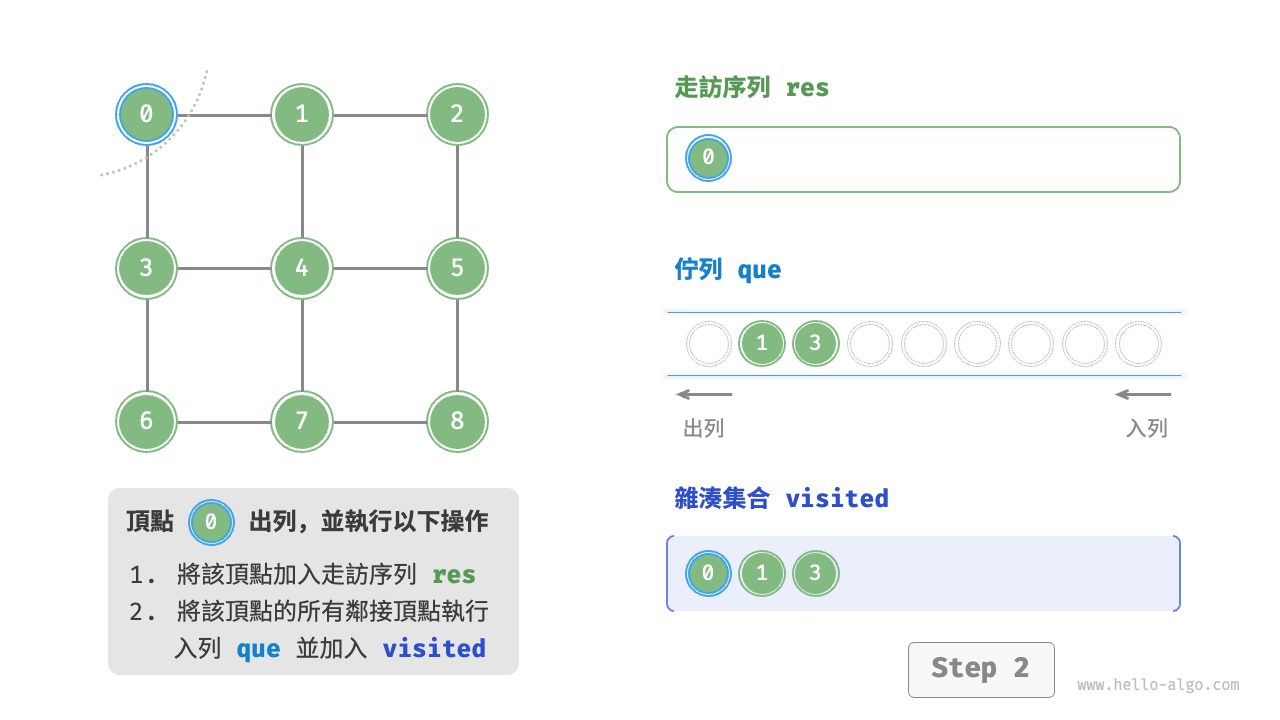 0 1 2
3 4 5
6 7 8
頂點 0 出列，並執行以下操作
1. 將該頂點加入走訪序列 res
2. 將該頂點的所有鄰接頂點執行
入列 que 並加入 visited
走訪序列 res
0
佇列 que
1 3
出列 入列
雜湊集合 visited
0 1 3
Step 2
www.hello-algo.com